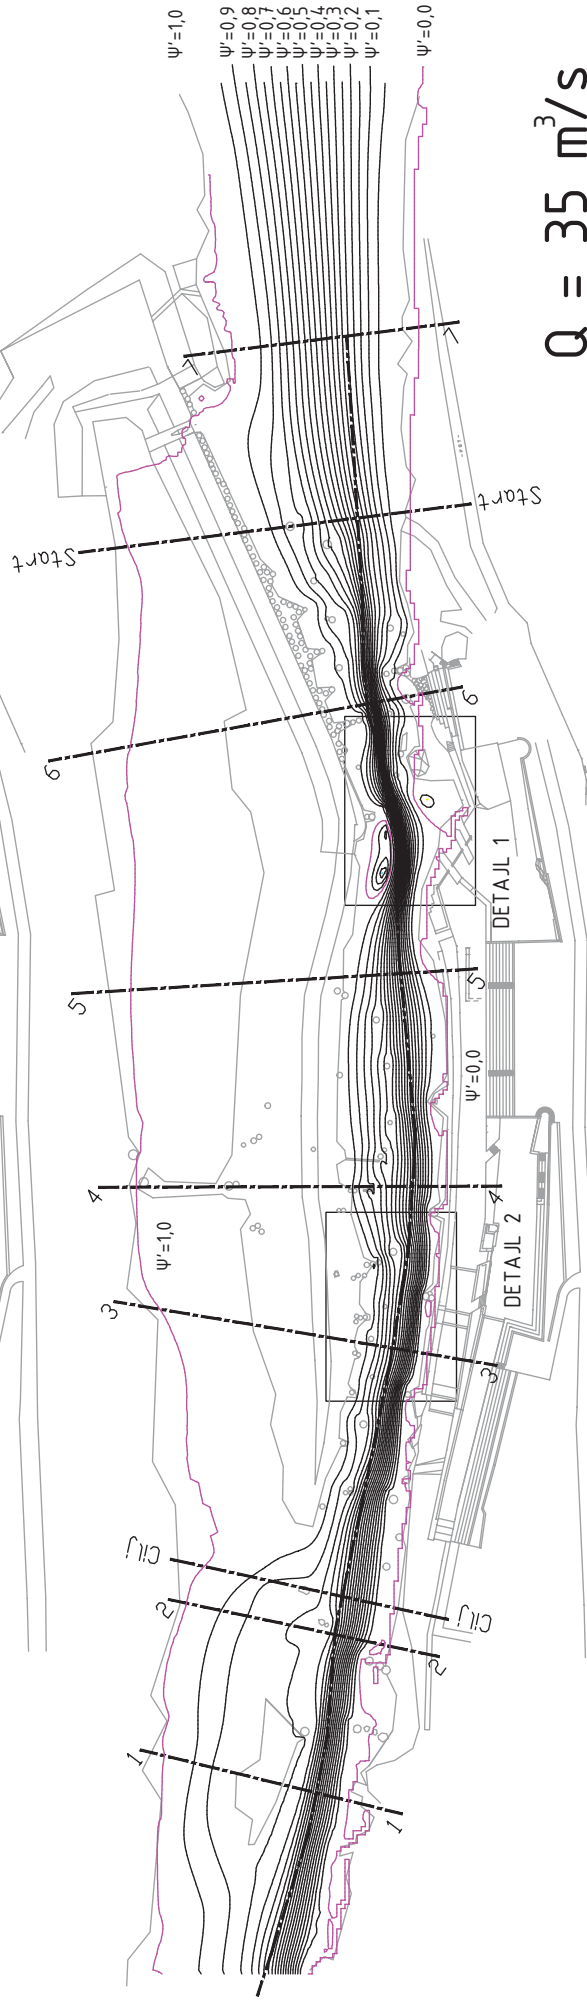 ψ'=1,0
ψ'=0,9
ψ'=0,8
ψ'=0,7
ψ'=0,6
ψ'=0,5
ψ'=0,4
ψ'=0,3
ψ'=0,2
ψ'=0,1
ψ'=0,0
Q = 35 m³/s
7
7
Start
Start
6
6
DETAJL 1
5
5
ψ'=0,0
4
4
ψ'=1,0
DETAJL 2
3
3
Cilj
Cilj
2
2
1
1